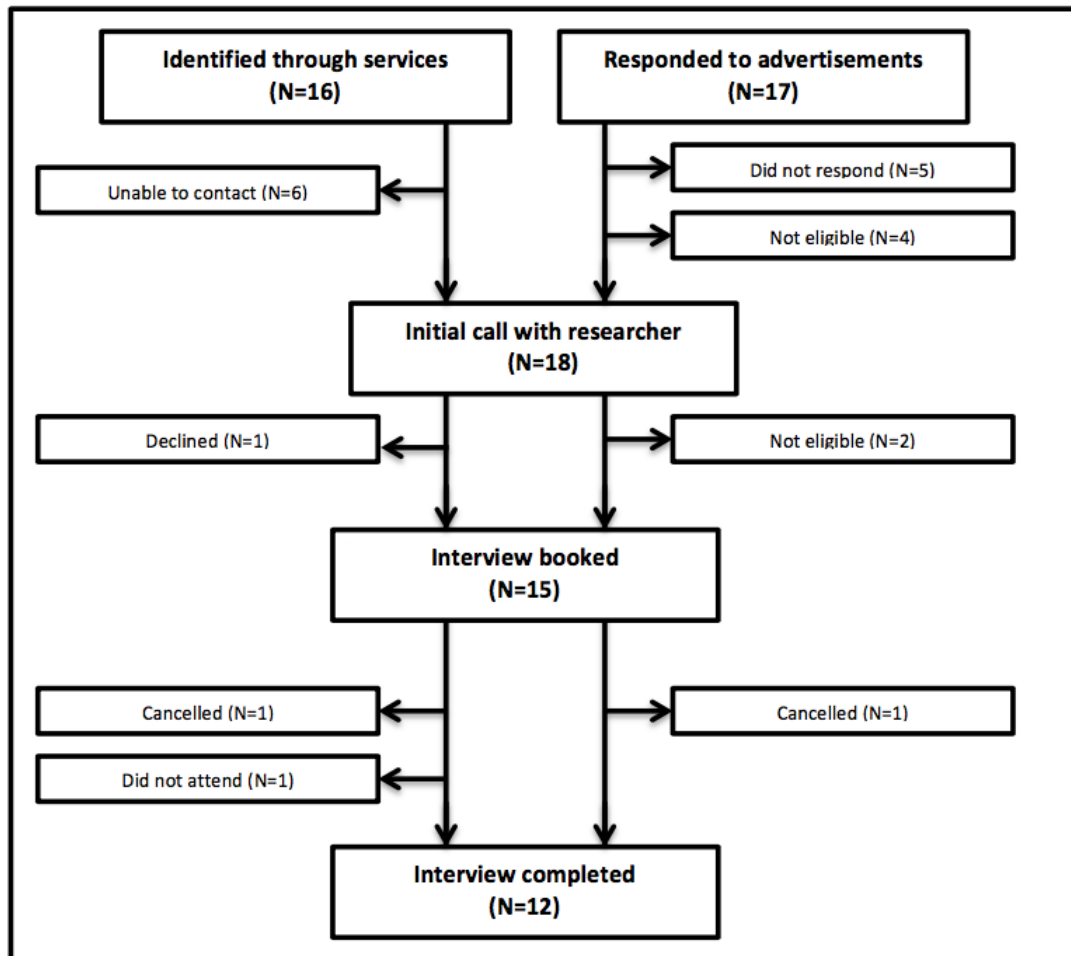 Identified through services
(N=16)
Responded to advertisements
(N=17)
Did not respond (N=5)
Unable to contact (N=6)
Not eligible (N=4)
Initial call with researcher
(N=18)
Declined (N=1)
Not eligible (N=2)
Interview booked
(N=15)
Cancelled (N=1)
Cancelled (N=1)
Did not attend (N=1)
Interview completed
(N=12)